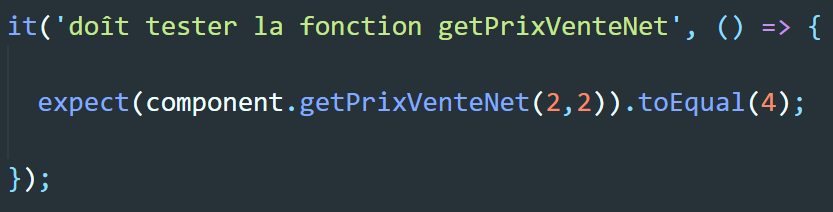 it('doît tester la fonction getPrixVenteNet', () => {
expect(component.getPrixVenteNet(2,2)).toEqual(4);
});